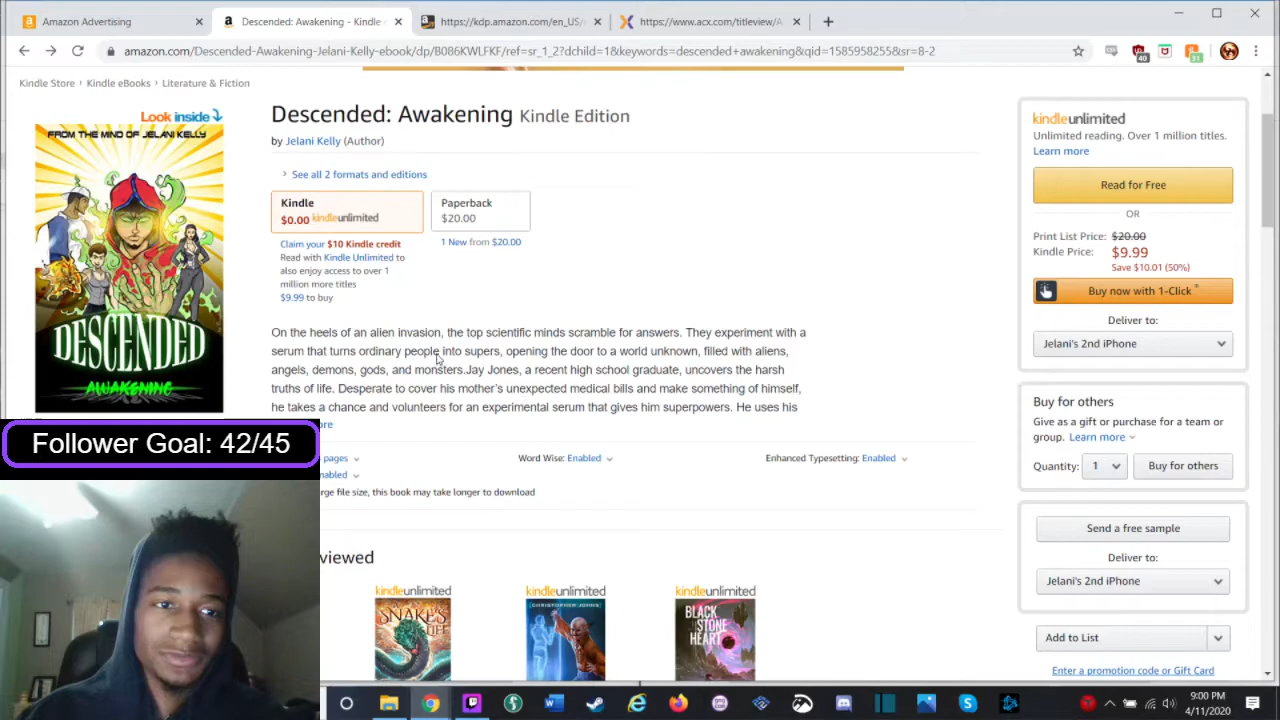 Amazon Advertising
Descended: Awakening - Kindle
https://kdp.amazon.com/en_US/
https://www.acx.com/titleview/A
amazon.com/Descended-Awakening-Jelani-Kelly-ebook/dp/B086KWLFKF/ref=sr_1_2?dchild=1&keywords=descended+awakening&qid=1585958255&sr=8-2
40
31
Kindle Store › Kindle eBooks › Literature & Fiction
Look inside
FROM THE MIND OF JELANI KELLY
DESCENDED
AWAKENING
Descended: Awakening Kindle Edition
by Jelani Kelly (Author)
See all 2 formats and editions
Kindle
$0.00 kindleunlimited
Paperback
$20.00
Claim your $10 Kindle credit
Read with Kindle Unlimited to
also enjoy access to over 1
million more titles
$9.99 to buy
1 New from $20.00
On the heels of an alien invasion, the top scientific minds scramble for answers. They experiment with a
serum that turns ordinary people into supers, opening the door to a world unknown, filled with aliens,
angels, demons, gods, and monsters.Jay Jones, a recent high school graduate, uncovers the harsh
truths of life. Desperate to cover his mother's unexpected medical bills and make something of himself,
he takes a chance and volunteers for an experimental serum that gives him superpowers. He uses his
ore
pages
Word Wise: Enabled
Enhanced Typesetting: Enabled
nabled
rge file size, this book may take longer to download
viewed
kindleunlimited
kindleunlimited
kindleunlimited
SNAKE'S
LIFE
CHRISTOPHER JOHNS
BLACK
STONE
HEART
kindleunlimited
Unlimited reading. Over 1 million titles.
Learn more
Read for Free
OR
Print List Price: $20.00
Kindle Price: $9.99
Save $10.01 (50%)
Buy now with 1-Click ®
Deliver to:
Jelani's 2nd iPhone
Buy for others
Give as a gift or purchase for a team or
group. Learn more
Quantity: 1
Buy for others
Send a free sample
Deliver to:
Jelani's 2nd iPhone
Add to List
Enter a promotion code or Gift Card
Follower Goal: 42/45
9:00 PM
4/11/2020